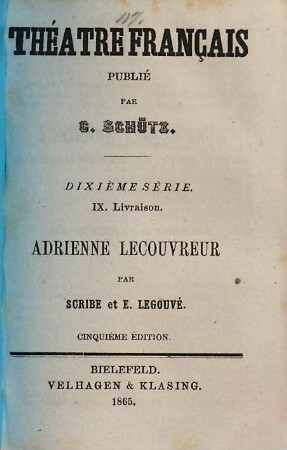 THÉATRE FRANÇAIS
PUBLIÉ
PAR
C. SCHÜTZ.
DIXIÈME SÉRIE.
IX. Livraison.
ADRIENNE LECOUVREUR
PAR
SCRIBE et E. LEGOUVÉ.
CINQUIÈME ÉDITION.
BIELEFELD.
VELHAGEN & KLASING.
1865.